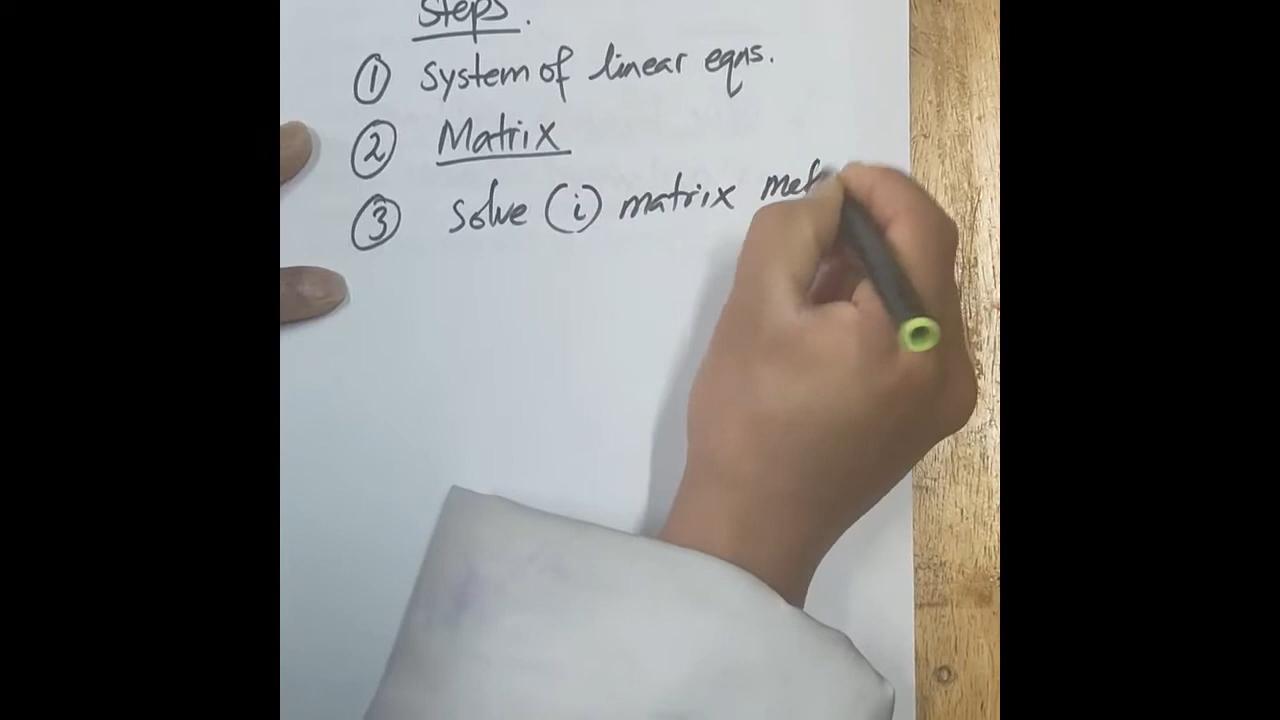 Steps.
① System of linear eqns.
② Matrix
③ Solve (i) matrix